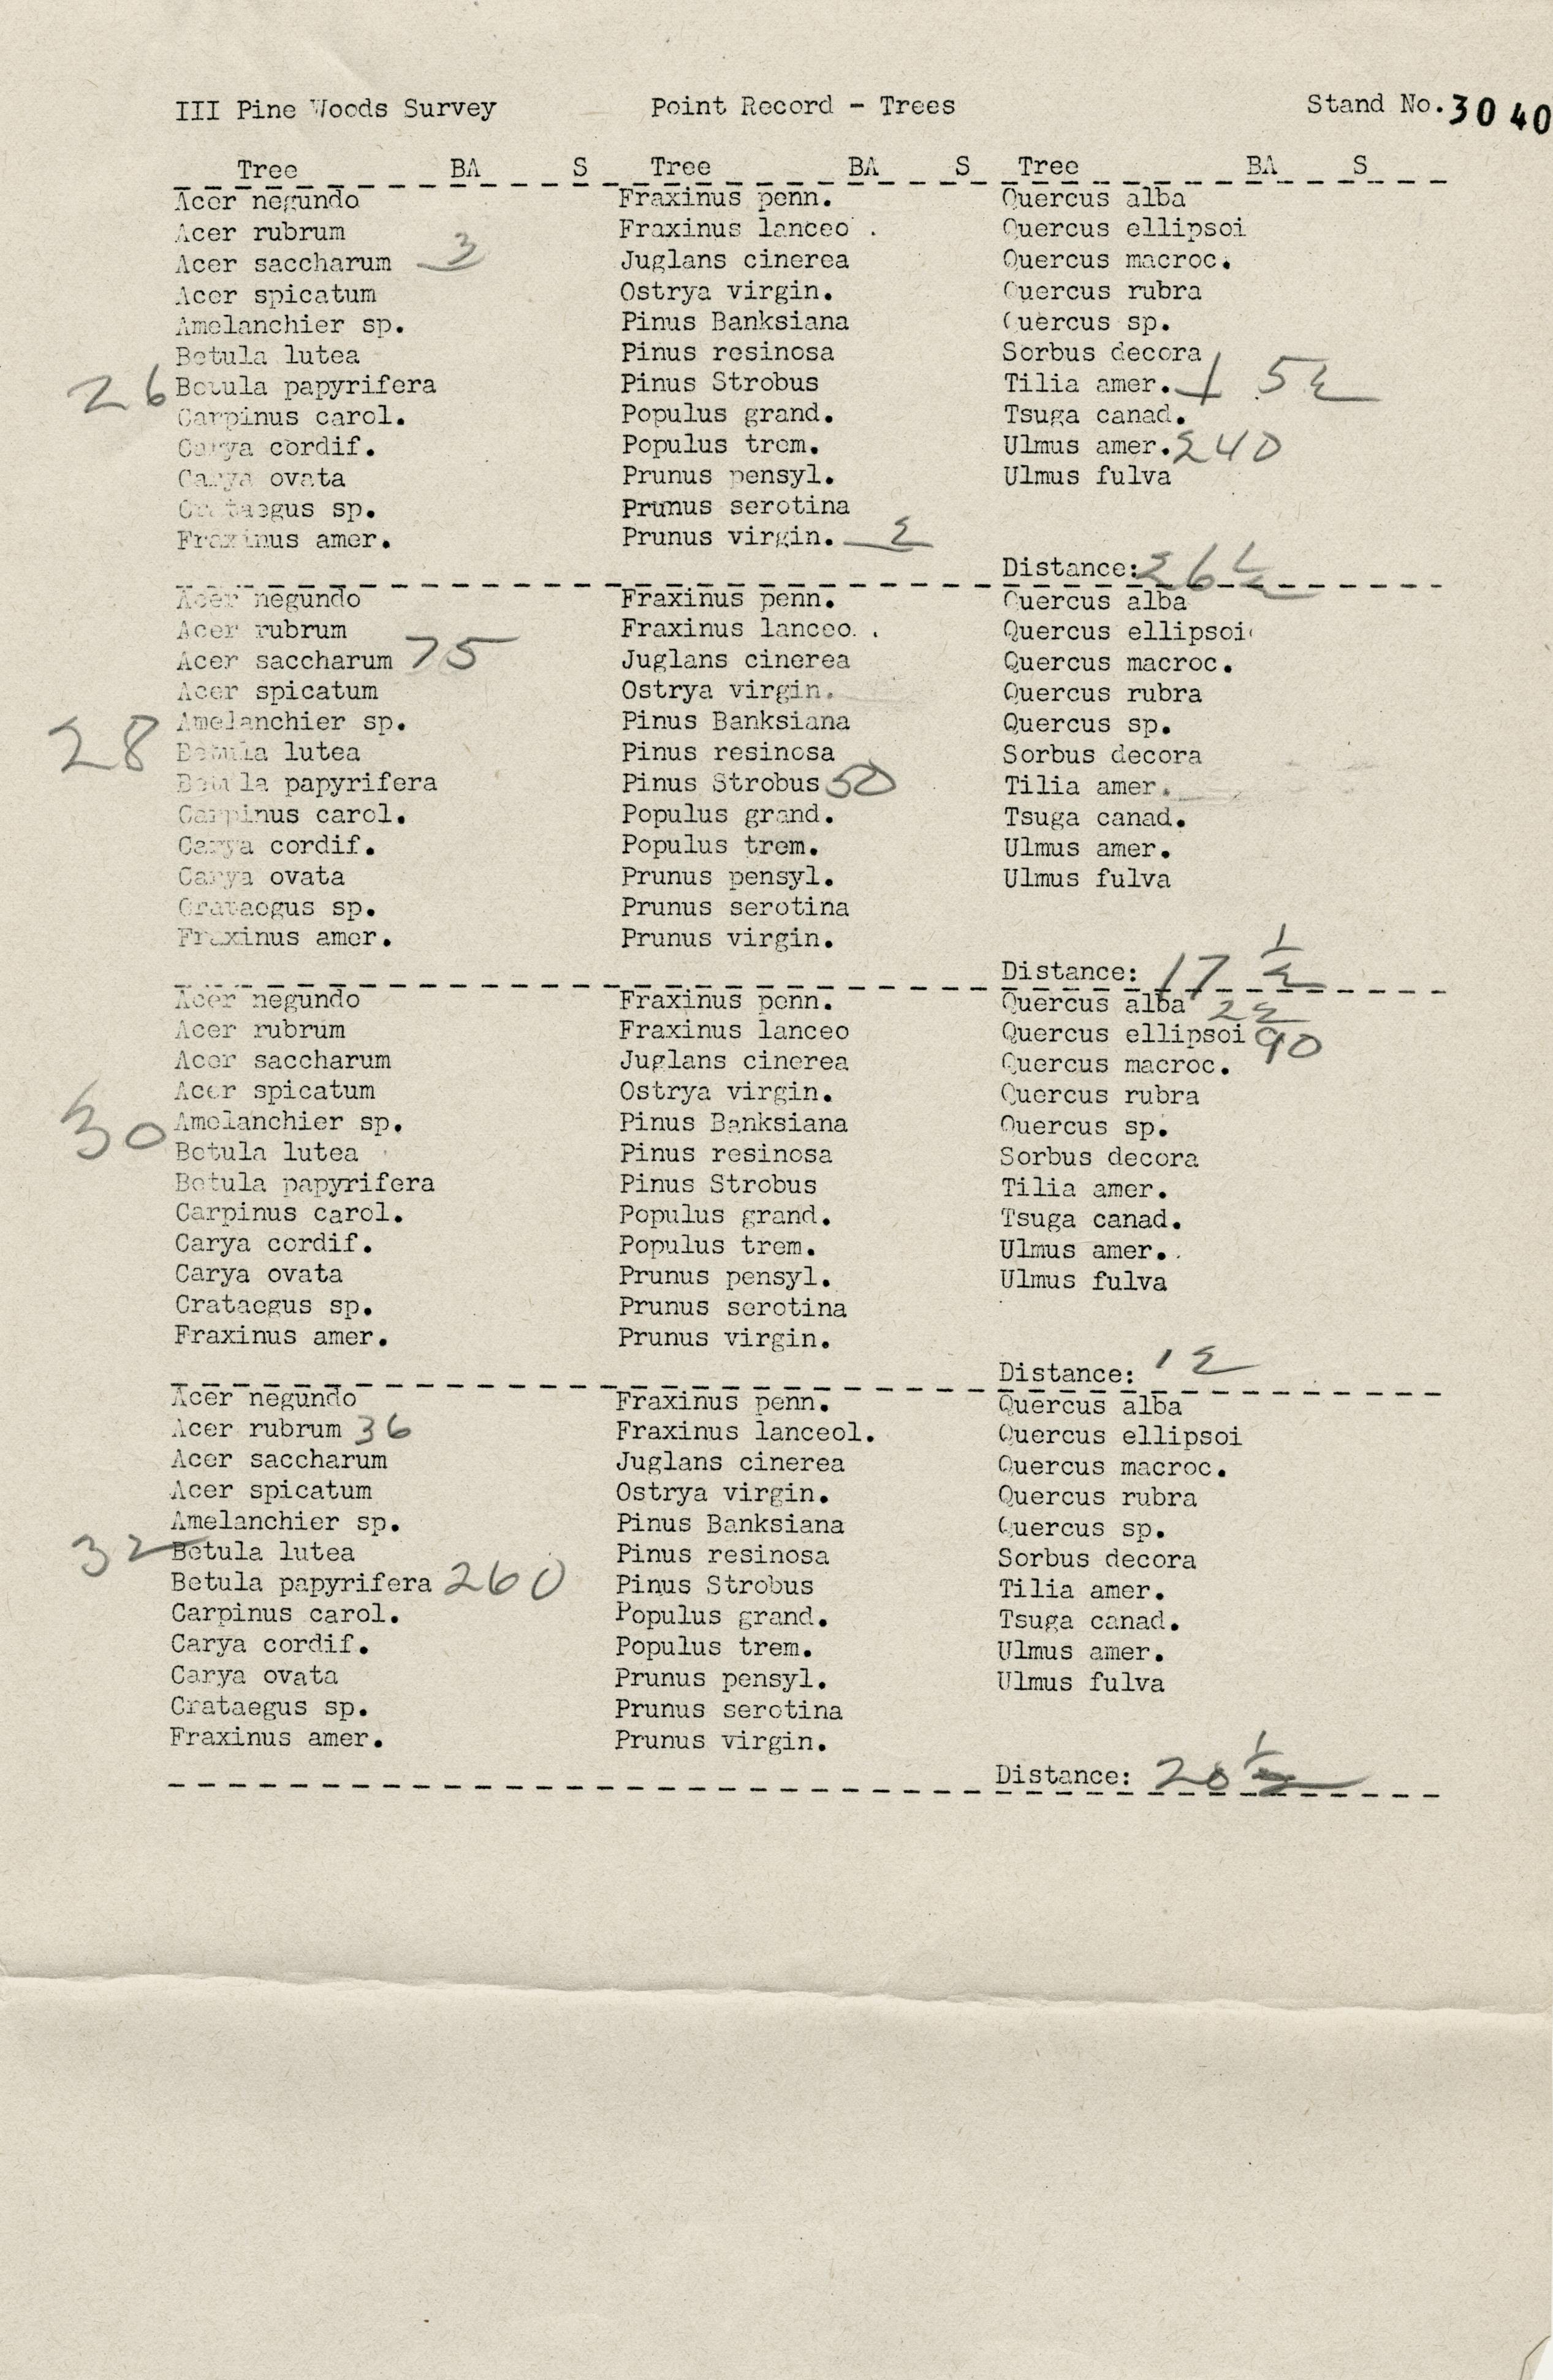 III Pine Woods Survey Point Record - Trees Stand No. 3040
Tree BA S Tree BA S Tree BA S
Acer negundo Fraxinus penn. Quercus alba
Acer rubrum Fraxinus lanceo . Quercus ellipsoi
Acer saccharum 3 Juglans cinerea Quercus macroc.
Acer spicatum Ostrya virgin. Quercus rubra
Amelanchier sp. Pinus Banksiana Quercus sp.
Betula lutea Pinus resinosa Sorbus decora
26 Betula papyrifera Pinus Strobus Tilia amer. 1 52
Carpinus carol. Populus grand. Tsuga canad.
Carya cordif. Populus trem. Ulmus amer. 240
Carya ovata Prunus pensyl. Ulmus fulva
Crataegus sp. Prunus serotina
Fraxinus amer. Prunus virgin. 2
Distance: 26 1/2
Acer negundo Fraxinus penn. Quercus alba
Acer rubrum Fraxinus lanceo. . Quercus ellipsoi
Acer saccharum 75 Juglans cinerea Quercus macroc.
Acer spicatum Ostrya virgin. Quercus rubra
28 Amelanchier sp. Pinus Banksiana Quercus sp.
Betula lutea Pinus resinosa Sorbus decora
Betula papyrifera Pinus Strobus 50 Tilia amer.
Carpinus carol. Populus grand. Tsuga canad.
Carya cordif. Populus trem. Ulmus amer.
Carya ovata Prunus pensyl. Ulmus fulva
Crataegus sp. Prunus serotina
Fraxinus amer. Prunus virgin.
Distance: 17 1/2
Acer negundo Fraxinus penn. Quercus alba 22
Acer rubrum Fraxinus lanceo Quercus ellipsoi 90
Acer saccharum Juglans cinerea Quercus macroc.
Acer spicatum Ostrya virgin. Quercus rubra
30 Amelanchier sp. Pinus Banksiana Quercus sp.
Betula lutea Pinus resinosa Sorbus decora
Betula papyrifera Pinus Strobus Tilia amer.
Carpinus carol. Populus grand. Tsuga canad.
Carya cordif. Populus trem. Ulmus amer.
Carya ovata Prunus pensyl. Ulmus fulva
Crataegus sp. Prunus serotina
Fraxinus amer. Prunus virgin.
Distance: 12
Acer negundo Fraxinus penn. Quercus alba
Acer rubrum 36 Fraxinus lanceol. Quercus ellipsoi
Acer saccharum Juglans cinerea Quercus macroc.
Acer spicatum Ostrya virgin. Quercus rubra
Amelanchier sp. Pinus Banksiana Quercus sp.
32 Betula lutea Pinus resinosa Sorbus decora
Betula papyrifera 260 Pinus Strobus Tilia amer.
Carpinus carol. Populus grand. Tsuga canad.
Carya cordif. Populus trem. Ulmus amer.
Carya ovata Prunus pensyl. Ulmus fulva
Crataegus sp. Prunus serotina
Fraxinus amer. Prunus virgin.
Distance: 20 1/2